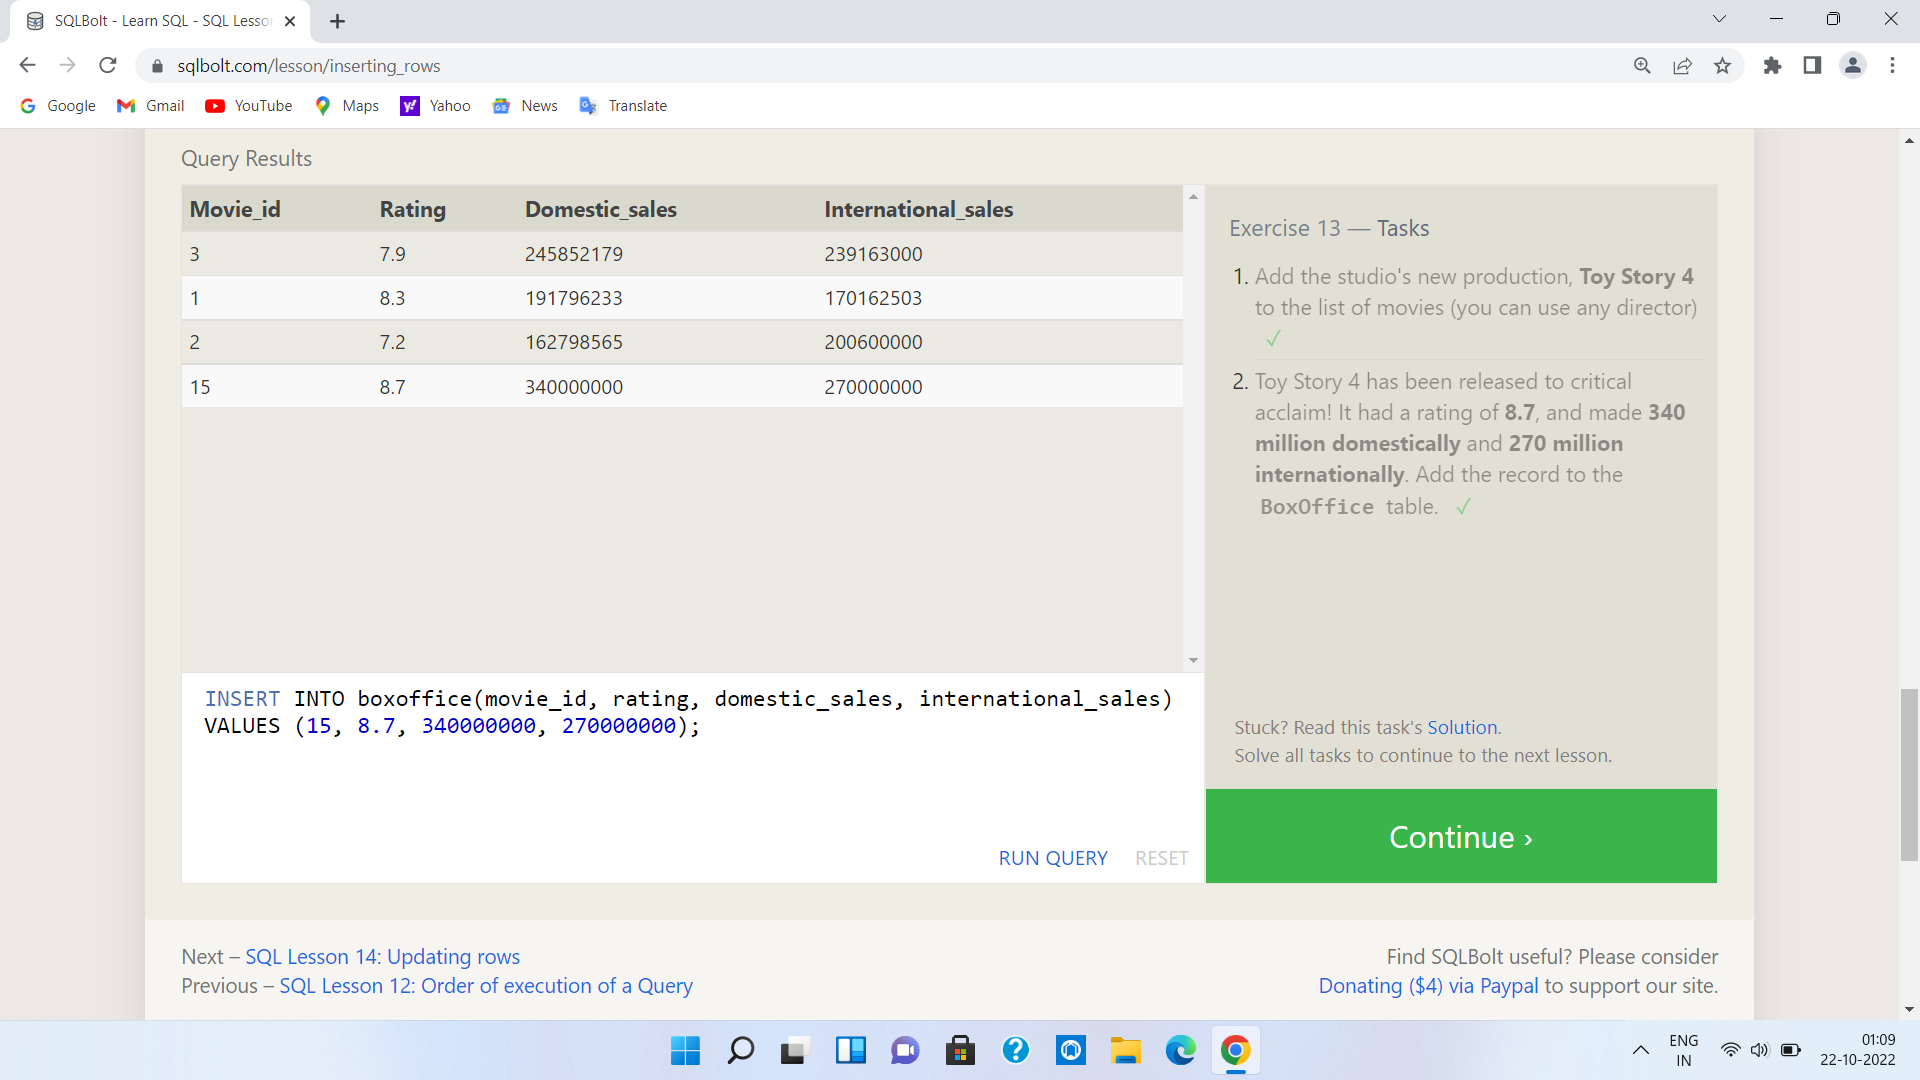 SQLBolt - Learn SQL - SQL Lesso
sqlbolt.com/lesson/inserting_rows
Google Gmail YouTube Maps Yahoo News Translate
Query Results
Movie_id Rating Domestic_sales International_sales
3 7.9 245852179 239163000
1 8.3 191796233 170162503
2 7.2 162798565 200600000
15 8.7 340000000 270000000
Exercise 13 — Tasks
1. Add the studio's new production, Toy Story 4
to the list of movies (you can use any director)
✓
2. Toy Story 4 has been released to critical
acclaim! It had a rating of 8.7, and made 340
million domestically and 270 million
internationally. Add the record to the
BoxOffice table. ✓
INSERT INTO boxoffice(movie_id, rating, domestic_sales, international_sales)
VALUES (15, 8.7, 340000000, 270000000);
RUN QUERY RESET
Stuck? Read this task's Solution.
Solve all tasks to continue to the next lesson.
Continue ›
Next – SQL Lesson 14: Updating rows
Previous – SQL Lesson 12: Order of execution of a Query
Find SQLBolt useful? Please consider
Donating ($4) via Paypal to support our site.
ENG
IN
01:09
22-10-2022